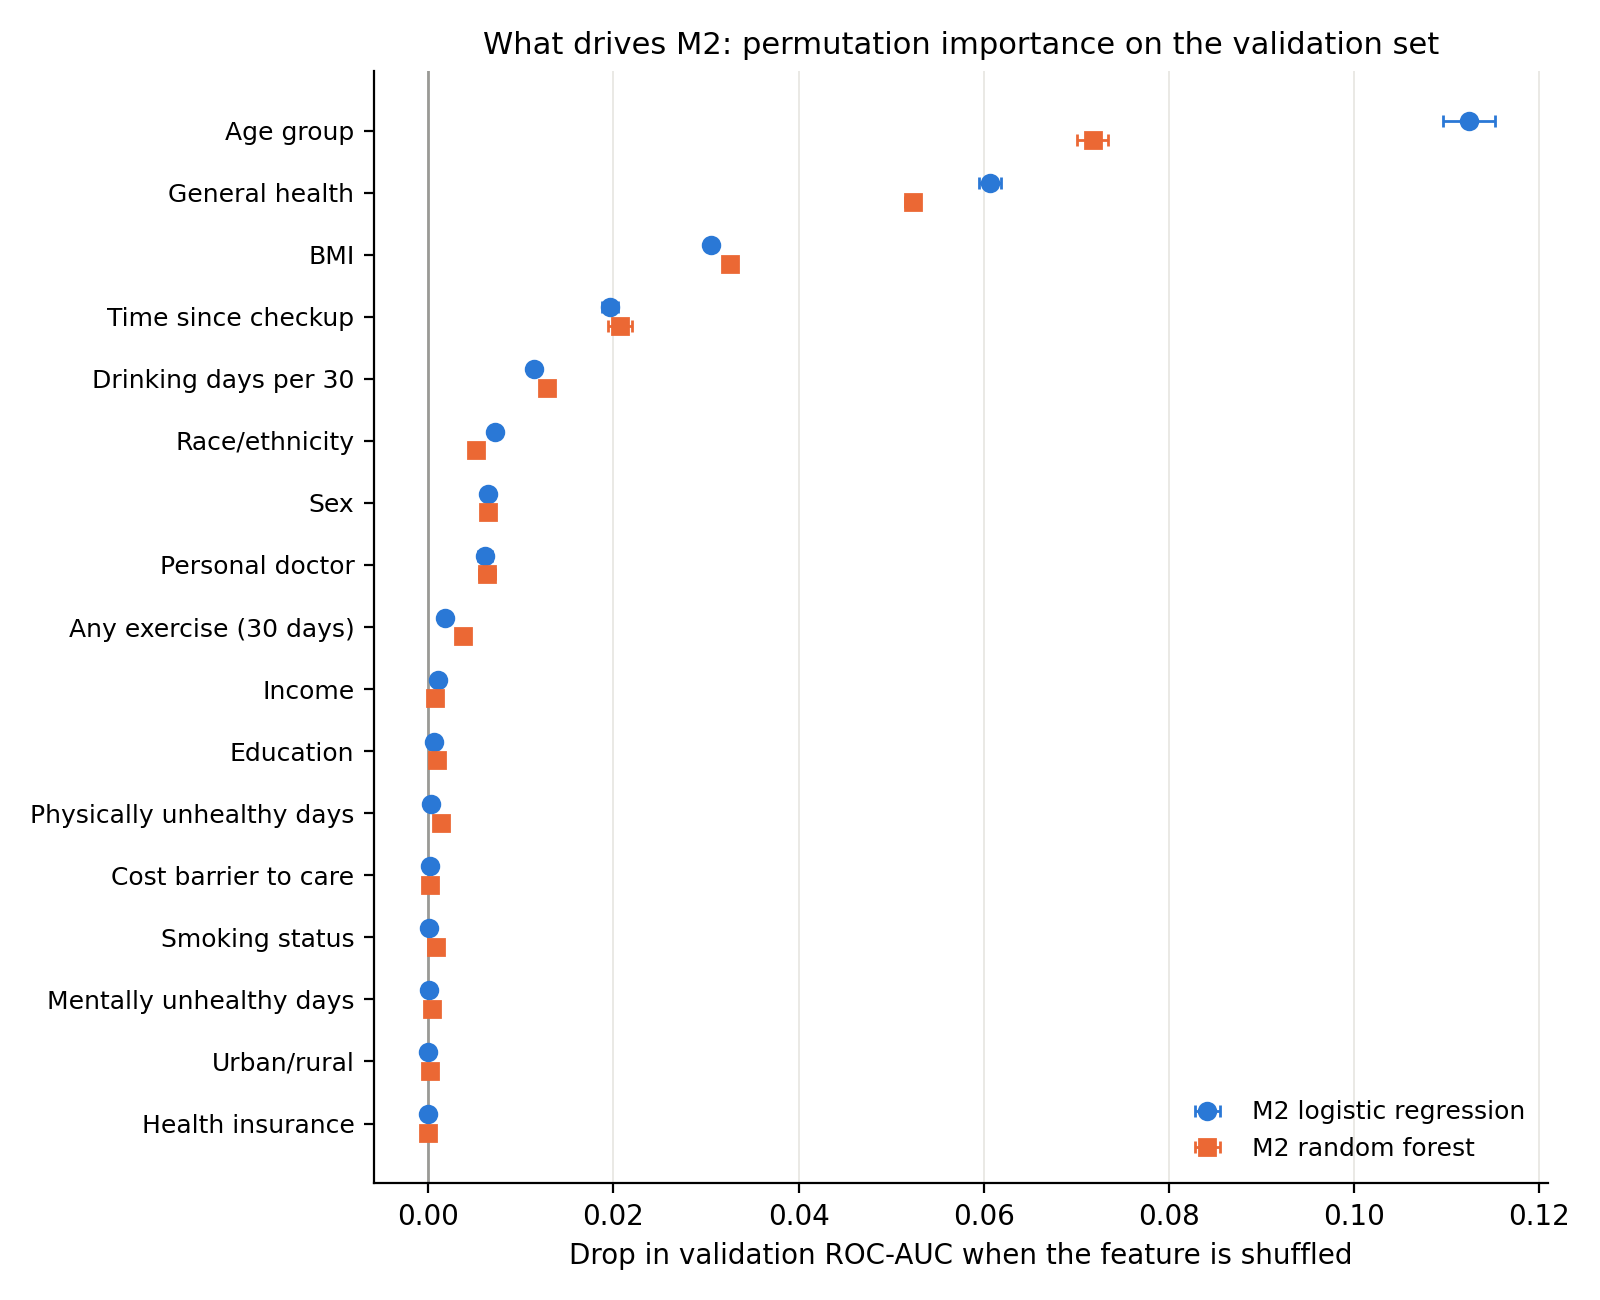 What drives M2: permutation importance on the validation set
Age group
General health
BMI
Time since checkup
Drinking days per 30
Race/ethnicity
Sex
Personal doctor
Any exercise (30 days)
Income
Education
Physically unhealthy days
Cost barrier to care
Smoking status
Mentally unhealthy days
Urban/rural
Health insurance
M2 logistic regression
M2 random forest
0.00 0.02 0.04 0.06 0.08 0.10 0.12
Drop in validation ROC-AUC when the feature is shuffled